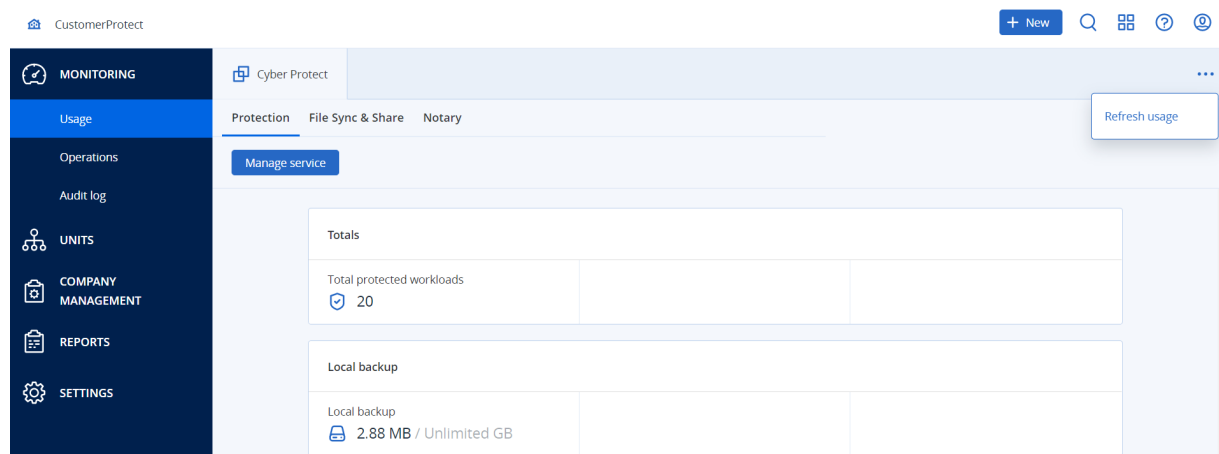 CustomerProtect
+ New
MONITORING
Usage
Operations
Audit log
UNITS
COMPANY
MANAGEMENT
REPORTS
SETTINGS
Cyber Protect
Refresh usage
Protection File Sync & Share Notary
Manage service
Totals
Total protected workloads
20
Local backup
Local backup
2.88 MB / Unlimited GB